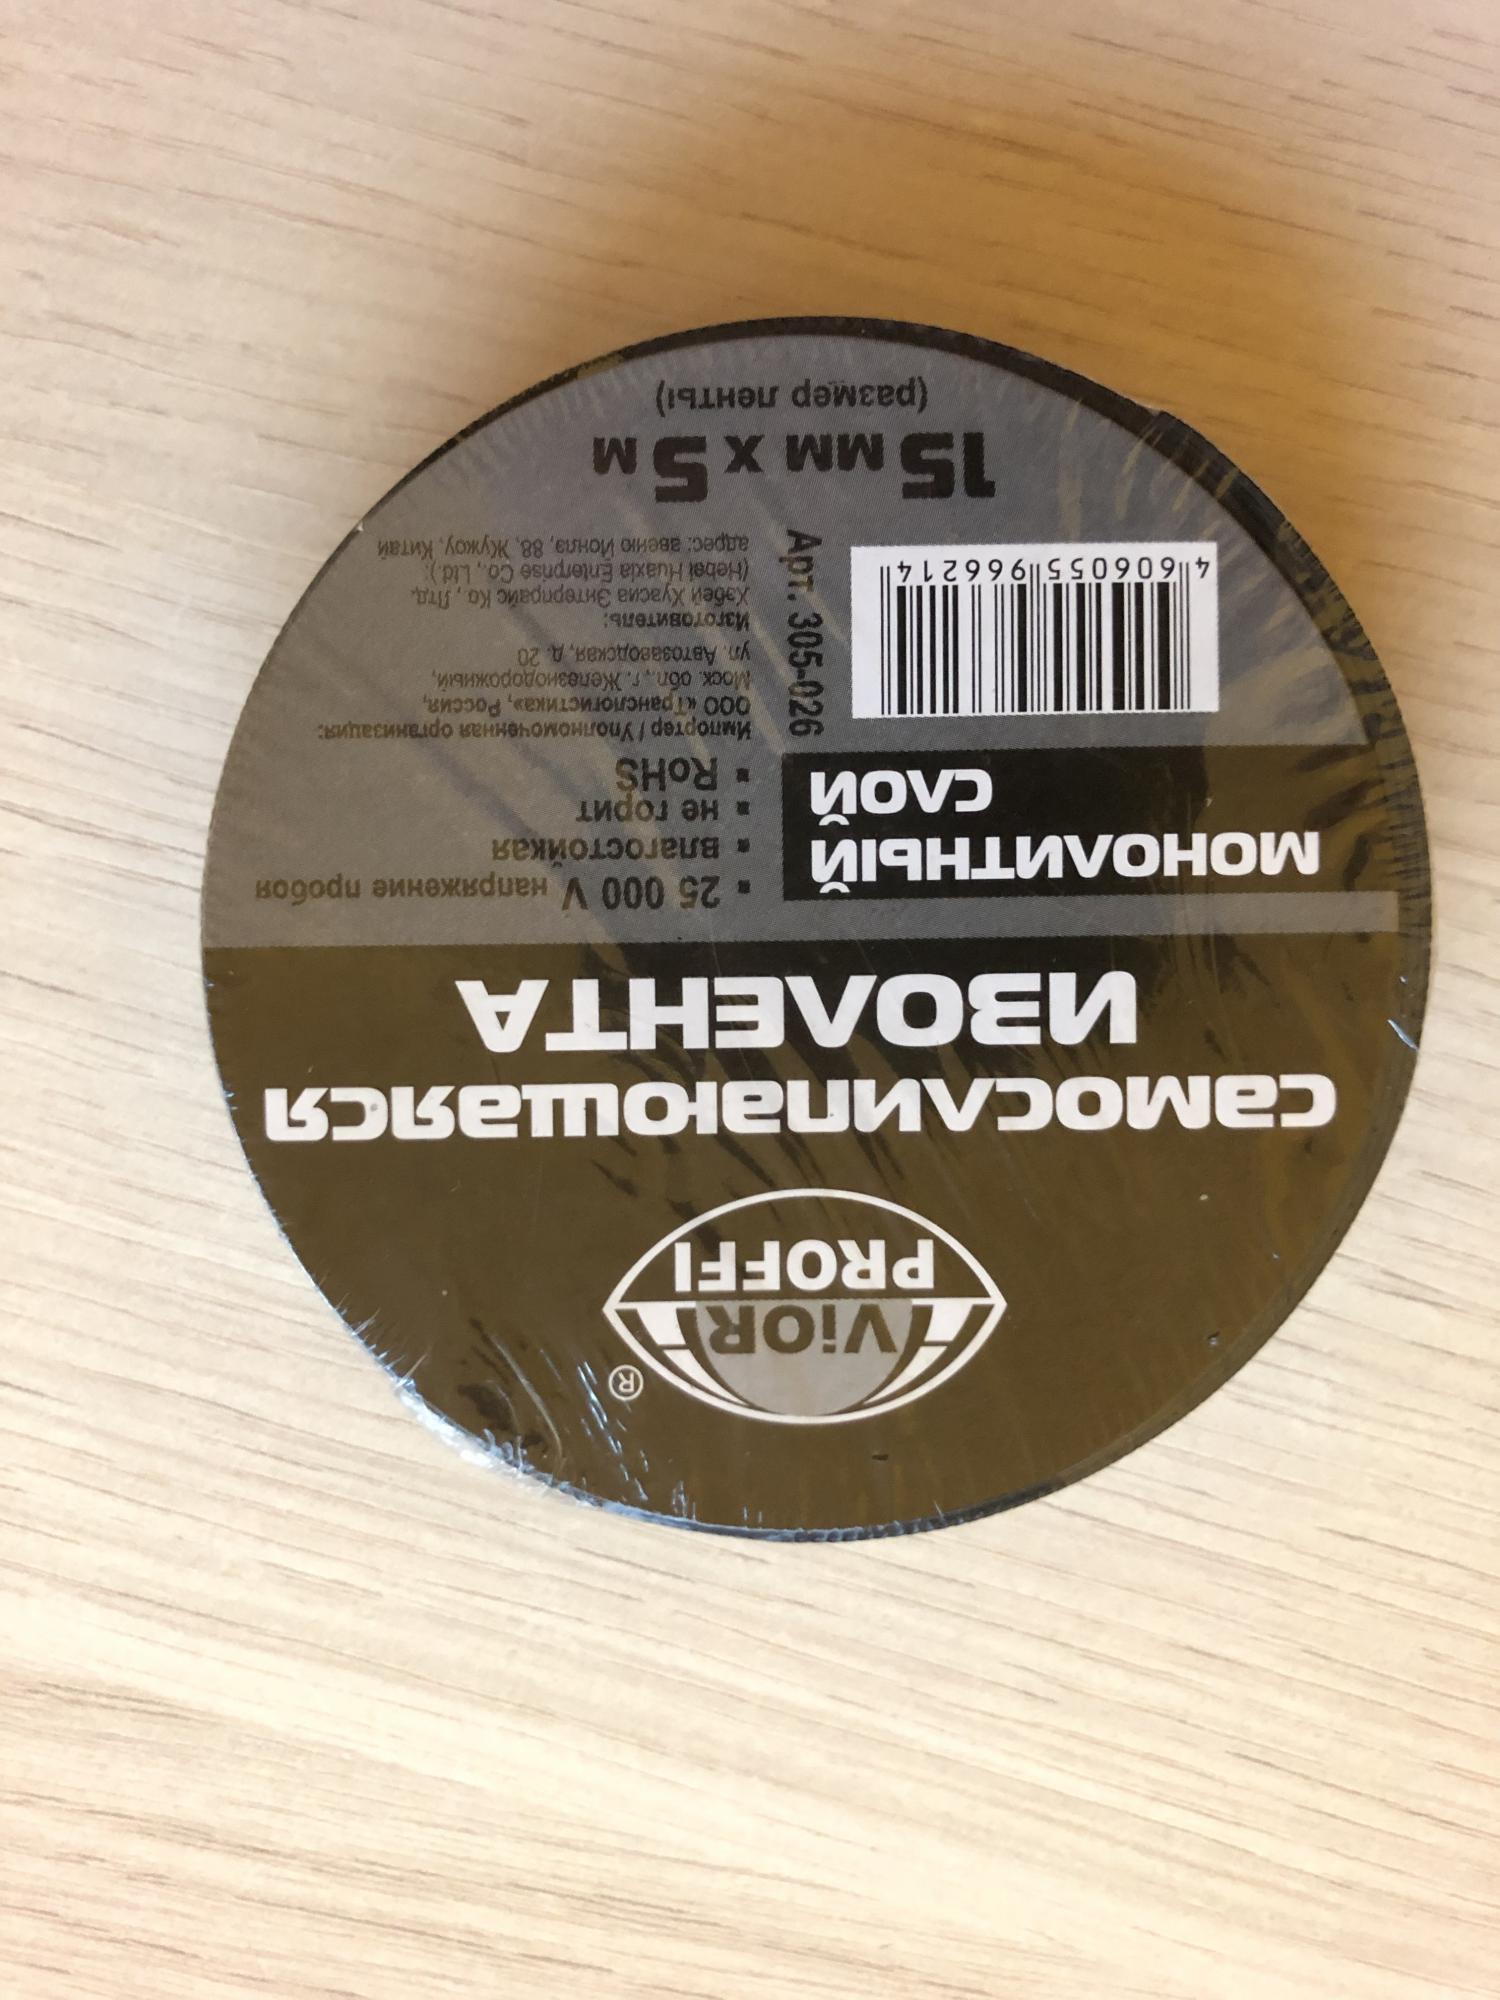 ViOR
PROFFI
®
самослипающаяся
ИЗОЛЕНТА
МОНОЛИТНЫЙ
СЛОЙ
▪ 25 000 V напряжение пробоя
▪ влагостойкая
▪ не горит
▪ RoHS
Импортер / Уполномоченная организация:
ООО «Транслогистика», Россия,
Моск. обл., г. Железнодорожный,
ул. Автозаводская, д. 20
Изготовитель:
Хэбей Хуасиа Энтерпрайс Ко., Лтд.
(Hebei Huaxia Enterprise Co., Ltd.):
адрес: авеню Йонлэ, 88, Жужоу, Китай
Арт. 305-026
4 606055 966214
15 мм x 5 м
(размер ленты)